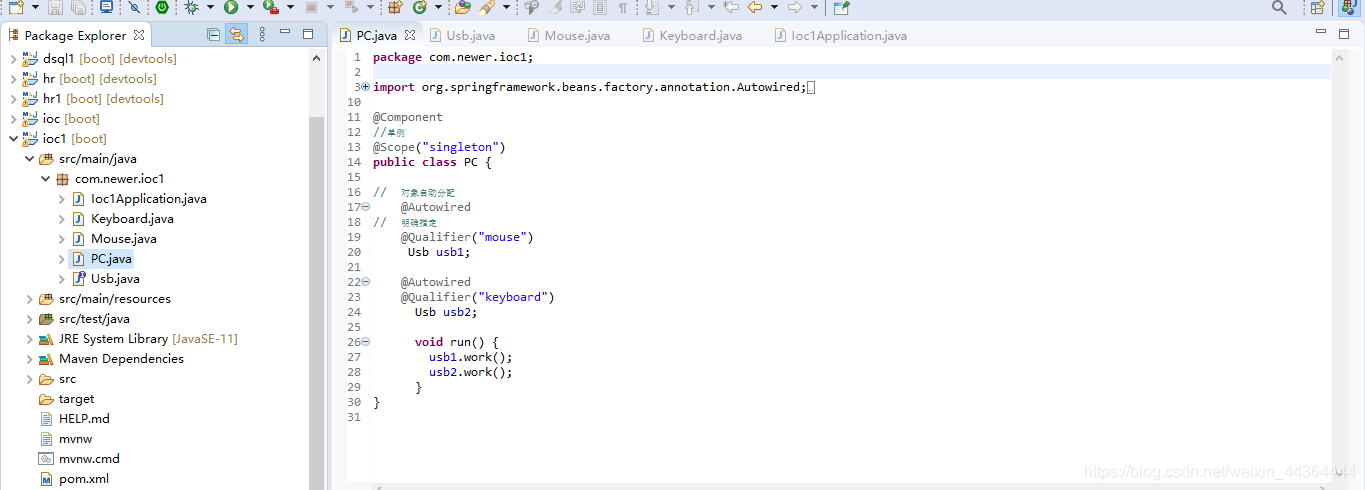 Package Explorer
dsql1 [boot] [devtools]
hr [boot] [devtools]
hr1 [boot] [devtools]
ioc [boot]
ioc1 [boot]
src/main/java
com.newer.ioc1
Ioc1Application.java
Keyboard.java
Mouse.java
PC.java
Usb.java
src/main/resources
src/test/java
JRE System Library [JavaSE-11]
Maven Dependencies
src
target
HELP.md
mvnw
mvnw.cmd
pom.xml
PC.java Usb.java Mouse.java Keyboard.java Ioc1Application.java
1 package com.newer.ioc1;
2
3 import org.springframework.beans.factory.annotation.Autowired;
10
11 @Component
12 //单例
13 @Scope("singleton")
14 public class PC {
15
16 // 对象自动分配
17 @Autowired
18 // 明确指定
19 @Qualifier("mouse")
20 Usb usb1;
21
22 @Autowired
23 @Qualifier("keyboard")
24 Usb usb2;
25
26 void run() {
27 usb1.work();
28 usb2.work();
29 }
30 }
31
https://blog.csdn.net/weixin_44364444